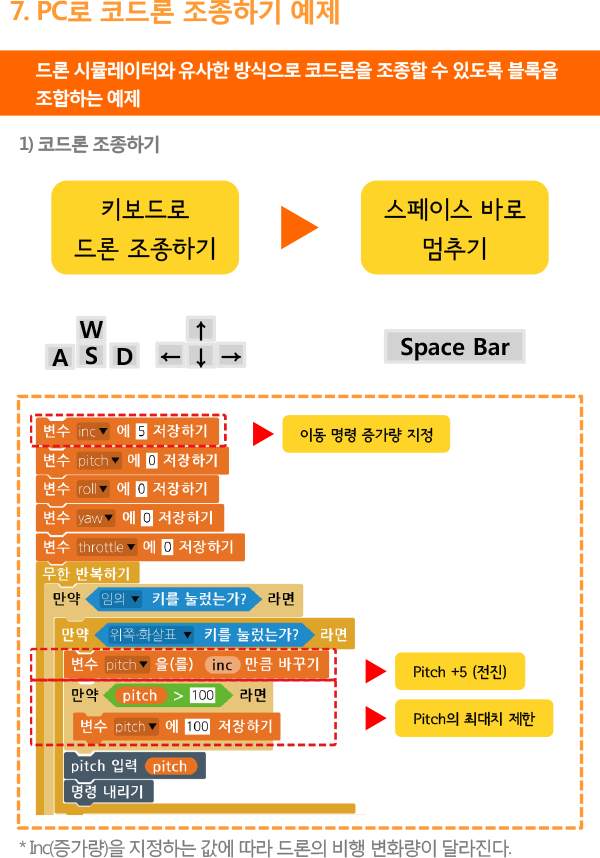 7. PC로 코드론 조종하기 예제
드론 시뮬레이터와 유사한 방식으로 코드론을 조종할 수 있도록 블록을
조합하는 예제
1) 코드론 조종하기
키보드로
드론 조종하기
스페이스 바로
멈추기
W
A S D
↑
← ↓ →
Space Bar
변수 inc▼ 에 5 저장하기
이동 명령 증가량 지정
변수 pitch▼ 에 0 저장하기
변수 roll▼ 에 0 저장하기
변수 yaw▼ 에 0 저장하기
변수 throttle▼ 에 0 저장하기
무한 반복하기
만약 임의 ▼ 키를 눌렀는가? 라면
만약 위쪽 화살표 ▼ 키를 눌렀는가? 라면
변수 pitch▼ 을(를) inc 만큼 바꾸기
Pitch +5 (전진)
만약 pitch > 100 라면
변수 pitch▼ 에 100 저장하기
Pitch의 최대치 제한
pitch 입력 pitch
명령 내리기
* Inc(증가량)을 지정하는 값에 따라 드론의 비행 변화량이 달라진다.